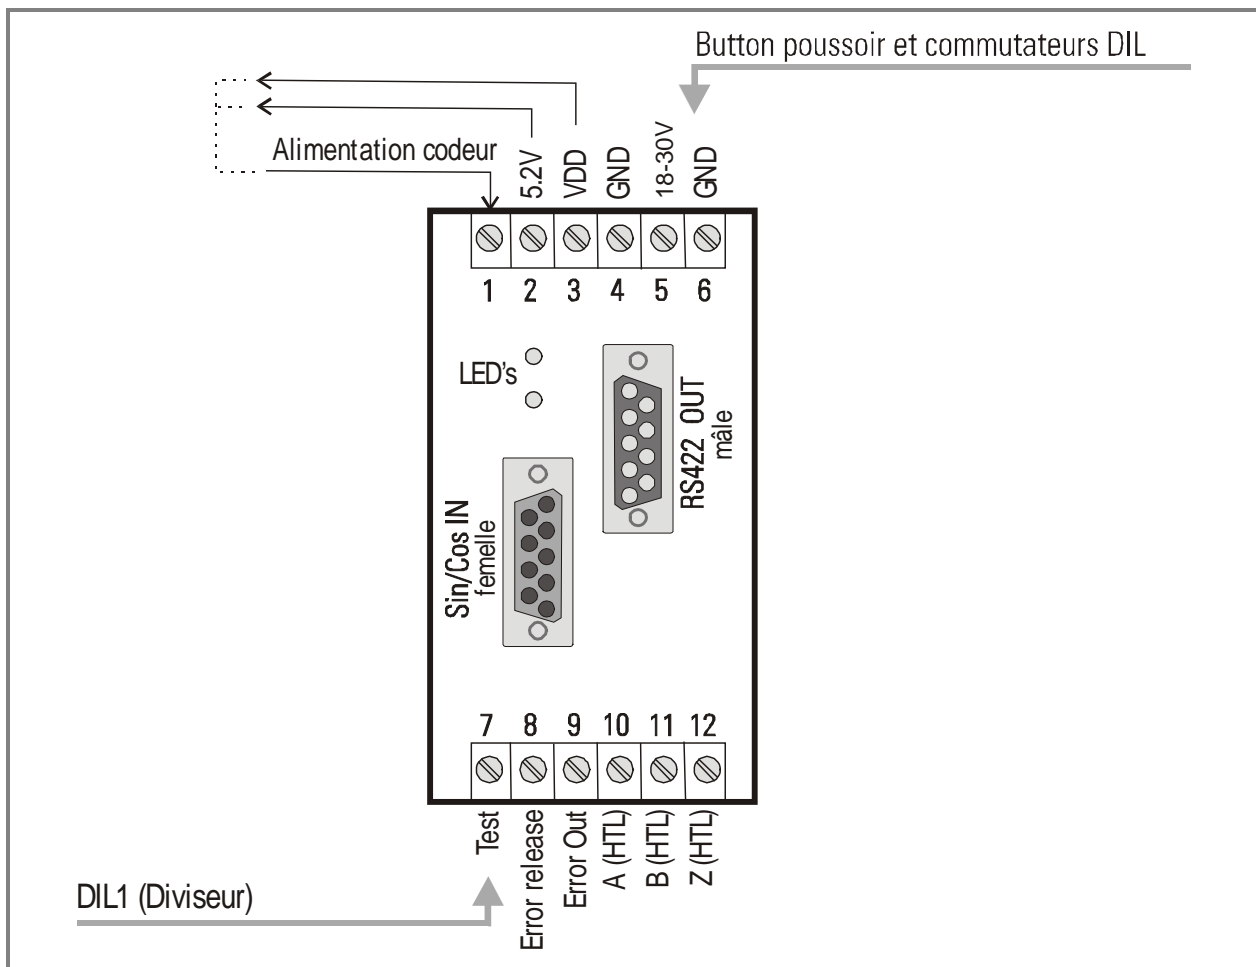 Button poussoir et commutateurs DIL
Alimentation codeur
5.2V
VDD
GND
18-30V
GND
1 2 3 4 5 6
LED's
RS422 OUT
mâle
Sin/Cos IN
femelle
7 8 9 10 11 12
Test
Error release
Error Out
A (HTL)
B (HTL)
Z (HTL)
DIL1 (Diviseur)